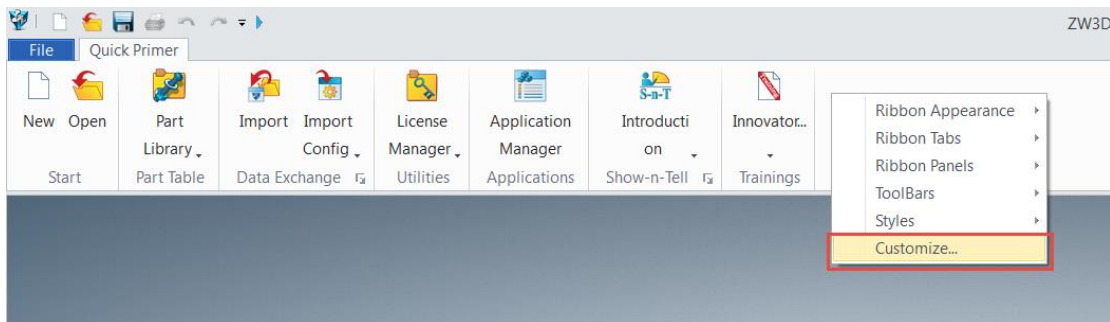 ZW3D
File Quick Primer
New Open Part Library Import Import Config License Manager Application Manager S-n-T Introducti on Innovator...
Start Part Table Data Exchange Utilities Applications Show-n-Tell Trainings
Ribbon Appearance
Ribbon Tabs
Ribbon Panels
ToolBars
Styles
Customize...